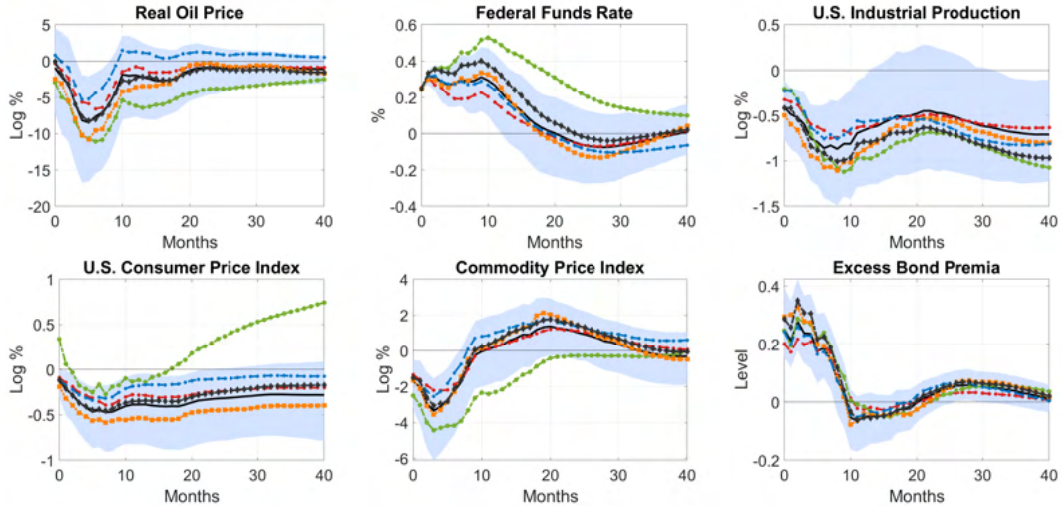 Real Oil Price
5
0
-5
-10
-15
-20
Log %
0 10 20 30 40
Months
Federal Funds Rate
0.6
0.4
0.2
0
-0.2
-0.4
%
0 10 20 30 40
Months
U.S. Industrial Production
0.5
0
-0.5
-1
-1.5
Log %
0 10 20 30 40
Months
U.S. Consumer Price Index
1
0.5
0
-0.5
-1
Log %
0 10 20 30 40
Months
Commodity Price Index
4
2
0
-2
-4
-6
Log %
0 10 20 30 40
Months
Excess Bond Premia
0.4
0.2
0
-0.2
Level
0 10 20 30 40
Months